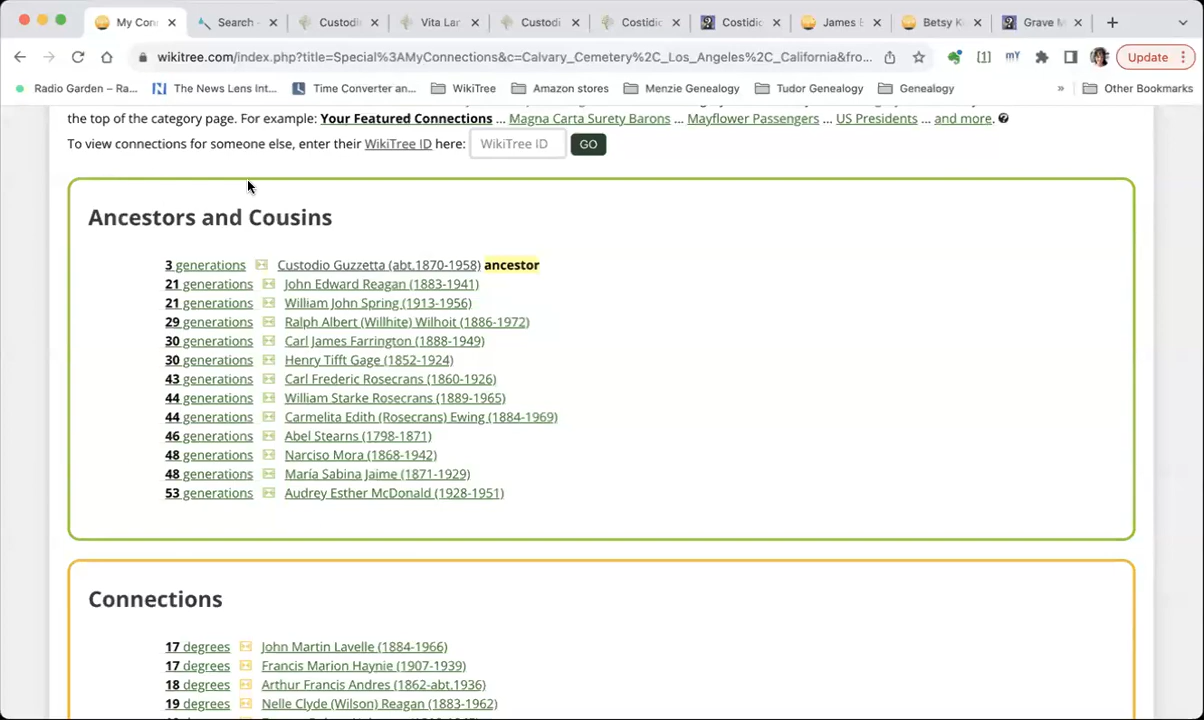 My Con
Search -
Custodi
Vita Lar
Custodi
Costidic
Costidic
James E
Betsy K
Grave M
wikitree.com/index.php?title=Special%3AMyConnections&c=Calvary_Cemetery%2C_Los_Angeles%2C_California&fro...
[1]
mY
Update
Radio Garden – Ra...
The News Lens Int...
Time Converter an...
WikiTree
Amazon stores
Menzie Genealogy
Tudor Genealogy
Genealogy
»
Other Bookmarks
the top of the category page. For example: Your Featured Connections ... Magna Carta Surety Barons ... Mayflower Passengers ... US Presidents ... and more.
To view connections for someone else, enter their WikiTree ID here: WikiTree ID GO
Ancestors and Cousins
3 generations Custodio Guzzetta (abt.1870-1958) ancestor
21 generations John Edward Reagan (1883-1941)
21 generations William John Spring (1913-1956)
29 generations Ralph Albert (Willhite) Wilhoit (1886-1972)
30 generations Carl James Farrington (1888-1949)
30 generations Henry Tifft Gage (1852-1924)
43 generations Carl Frederic Rosecrans (1860-1926)
44 generations William Starke Rosecrans (1889-1965)
44 generations Carmelita Edith (Rosecrans) Ewing (1884-1969)
46 generations Abel Stearns (1798-1871)
48 generations Narciso Mora (1868-1942)
48 generations María Sabina Jaime (1871-1929)
53 generations Audrey Esther McDonald (1928-1951)
Connections
17 degrees John Martin Lavelle (1884-1966)
17 degrees Francis Marion Haynie (1907-1939)
18 degrees Arthur Francis Andres (1862-abt.1936)
19 degrees Nelle Clyde (Wilson) Reagan (1883-1962)